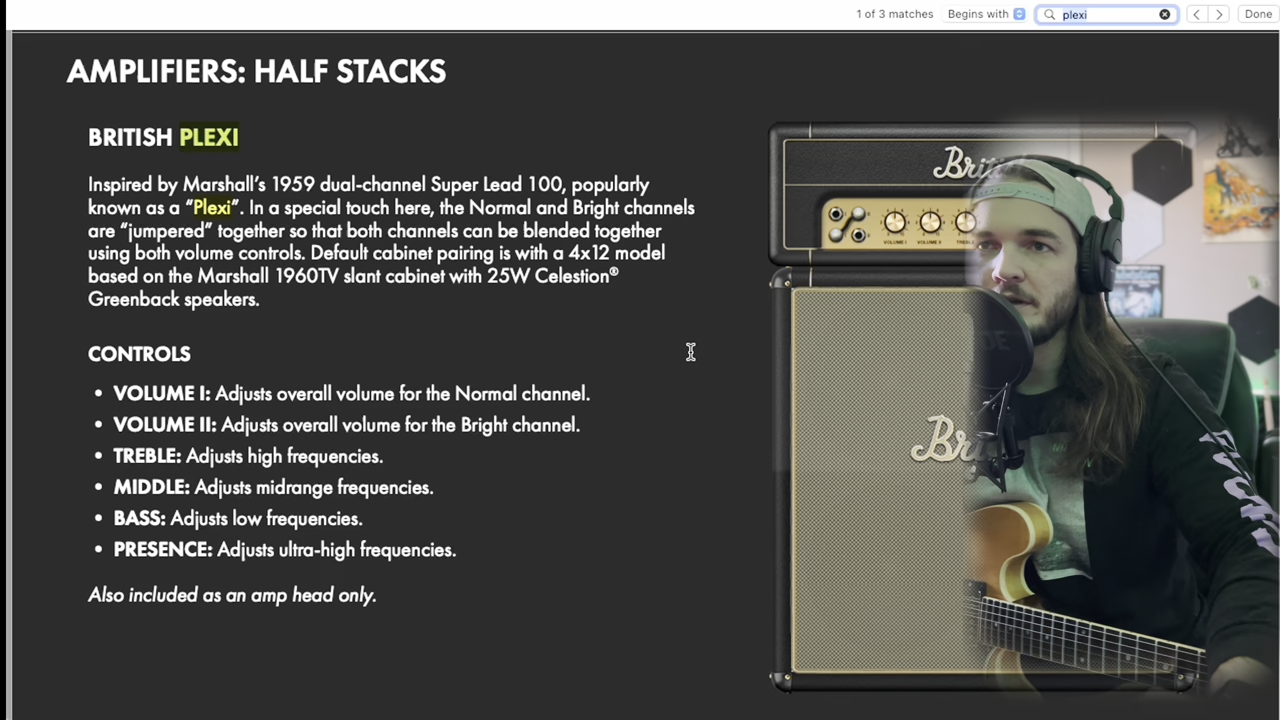 1 of 3 matches
Begins with
plexi
Done
AMPLIFIERS: HALF STACKS
BRITISH PLEXI
Inspired by Marshall’s 1959 dual-channel Super Lead 100, popularly
known as a “Plexi”. In a special touch here, the Normal and Bright channels
are “jumpered” together so that both channels can be blended together
using both volume controls. Default cabinet pairing is with a 4x12 model
based on the Marshall 1960TV slant cabinet with 25W Celestion®
Greenback speakers.
CONTROLS
• VOLUME I: Adjusts overall volume for the Normal channel.
• VOLUME II: Adjusts overall volume for the Bright channel.
• TREBLE: Adjusts high frequencies.
• MIDDLE: Adjusts midrange frequencies.
• BASS: Adjusts low frequencies.
• PRESENCE: Adjusts ultra-high frequencies.
Also included as an amp head only.
VOLUME I VOLUME II TREBLE